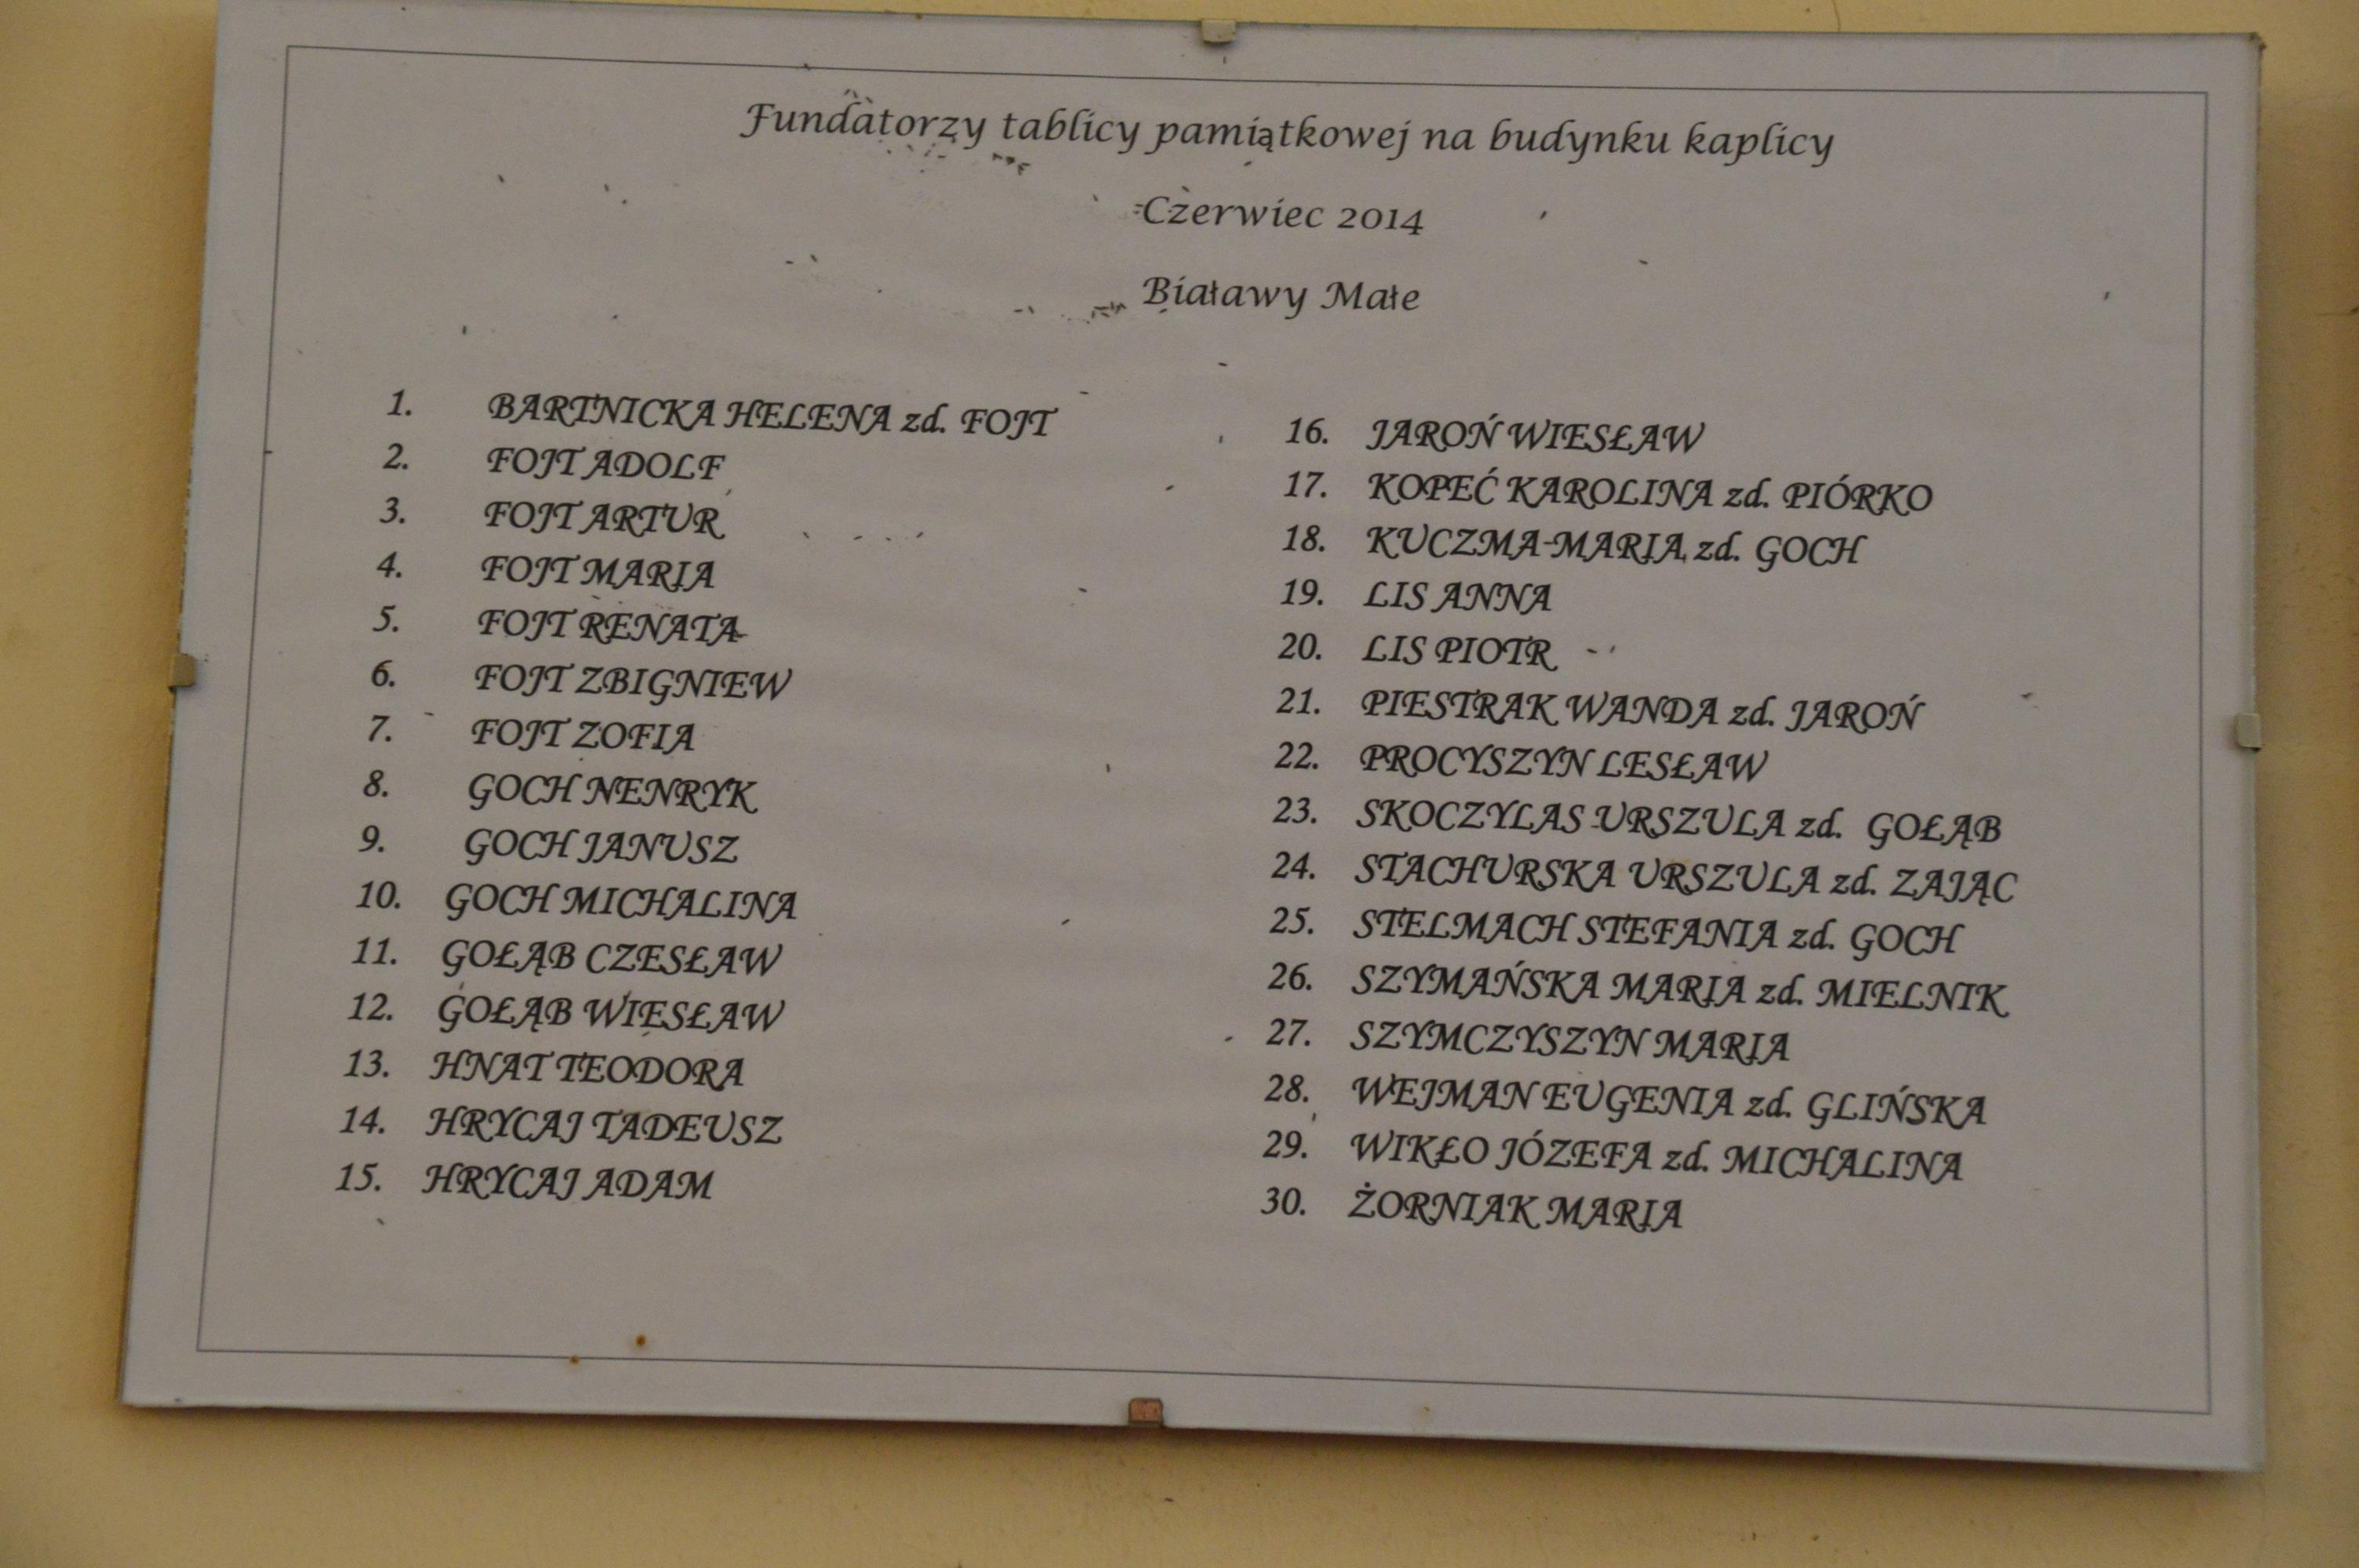 Fundatorzy tablicy pamiątkowej na budynku kaplicy
Czerwiec 2014
Białawy Małe
1. BARTNICKA HELENA zd. FOJT
2. FOJT ADOLF
3. FOJT ARTUR
4. FOJT MARIA
5. FOJT RENATA
6. FOJT ZBIGNIEW
7. FOJT ZOFIA
8. GOCH NENRYK
9. GOCH JANUSZ
10. GOCH MICHALINA
11. GOŁĄB CZESŁAW
12. GOŁĄB WIESŁAW
13. HNAT TEODORA
14. HRYCAJ TADEUSZ
15. HRYCAJ ADAM
16. JAROŃ WIESŁAW
17. KOPEĆ KAROLINA zd. PIÓRKO
18. KUCZMA MARIA zd. GOCH
19. LIS ANNA
20. LIS PIOTR
21. PIESTRAK WANDA zd. JAROŃ
22. PROCYSZYN LESŁAW
23. SKOCZYLAS URSZULA zd. GOŁĄB
24. STACHURSKA URSZULA zd. ZAJĄC
25. STELMACH STEFANIA zd. GOCH
26. SZYMAŃSKA MARIA zd. MIELNIK
27. SZYMCZYSZYN MARIA
28. WEJMAN EUGENIA zd. GLIŃSKA
29. WIKŁO JÓZEFA zd. MICHALINA
30. ŻORNIAK MARIA